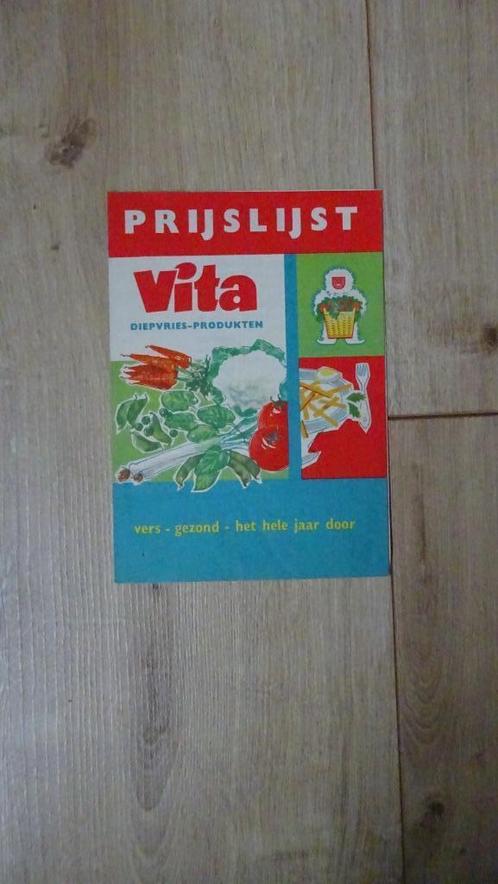 PRIJSLIJST
Vita
DIEPVRIES-PRODUKTEN
vers - gezond - het hele jaar door